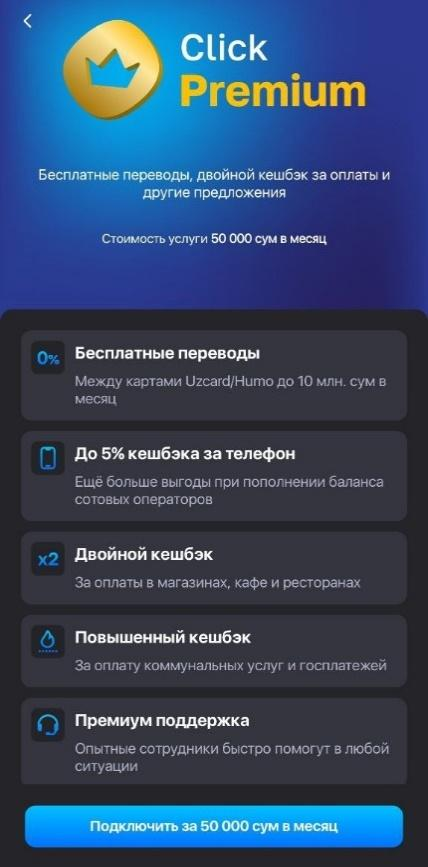 Click
Premium
Бесплатные переводы, двойной кешбэк за оплаты и
другие предложения
Стоимость услуги 50 000 сум в месяц
0%
Бесплатные переводы
Между картами Uzcard/Humo до 10 млн. сум в
месяц
До 5% кешбэка за телефон
Ещё больше выгоды при пополнении баланса
сотовых операторов
x2
Двойной кешбэк
За оплаты в магазинах, кафе и ресторанах
Повышенный кешбэк
За оплату коммунальных услуг и госплатежей
Премиум поддержка
Опытные сотрудники быстро помогут в любой
ситуации
Подключить за 50 000 сум в месяц